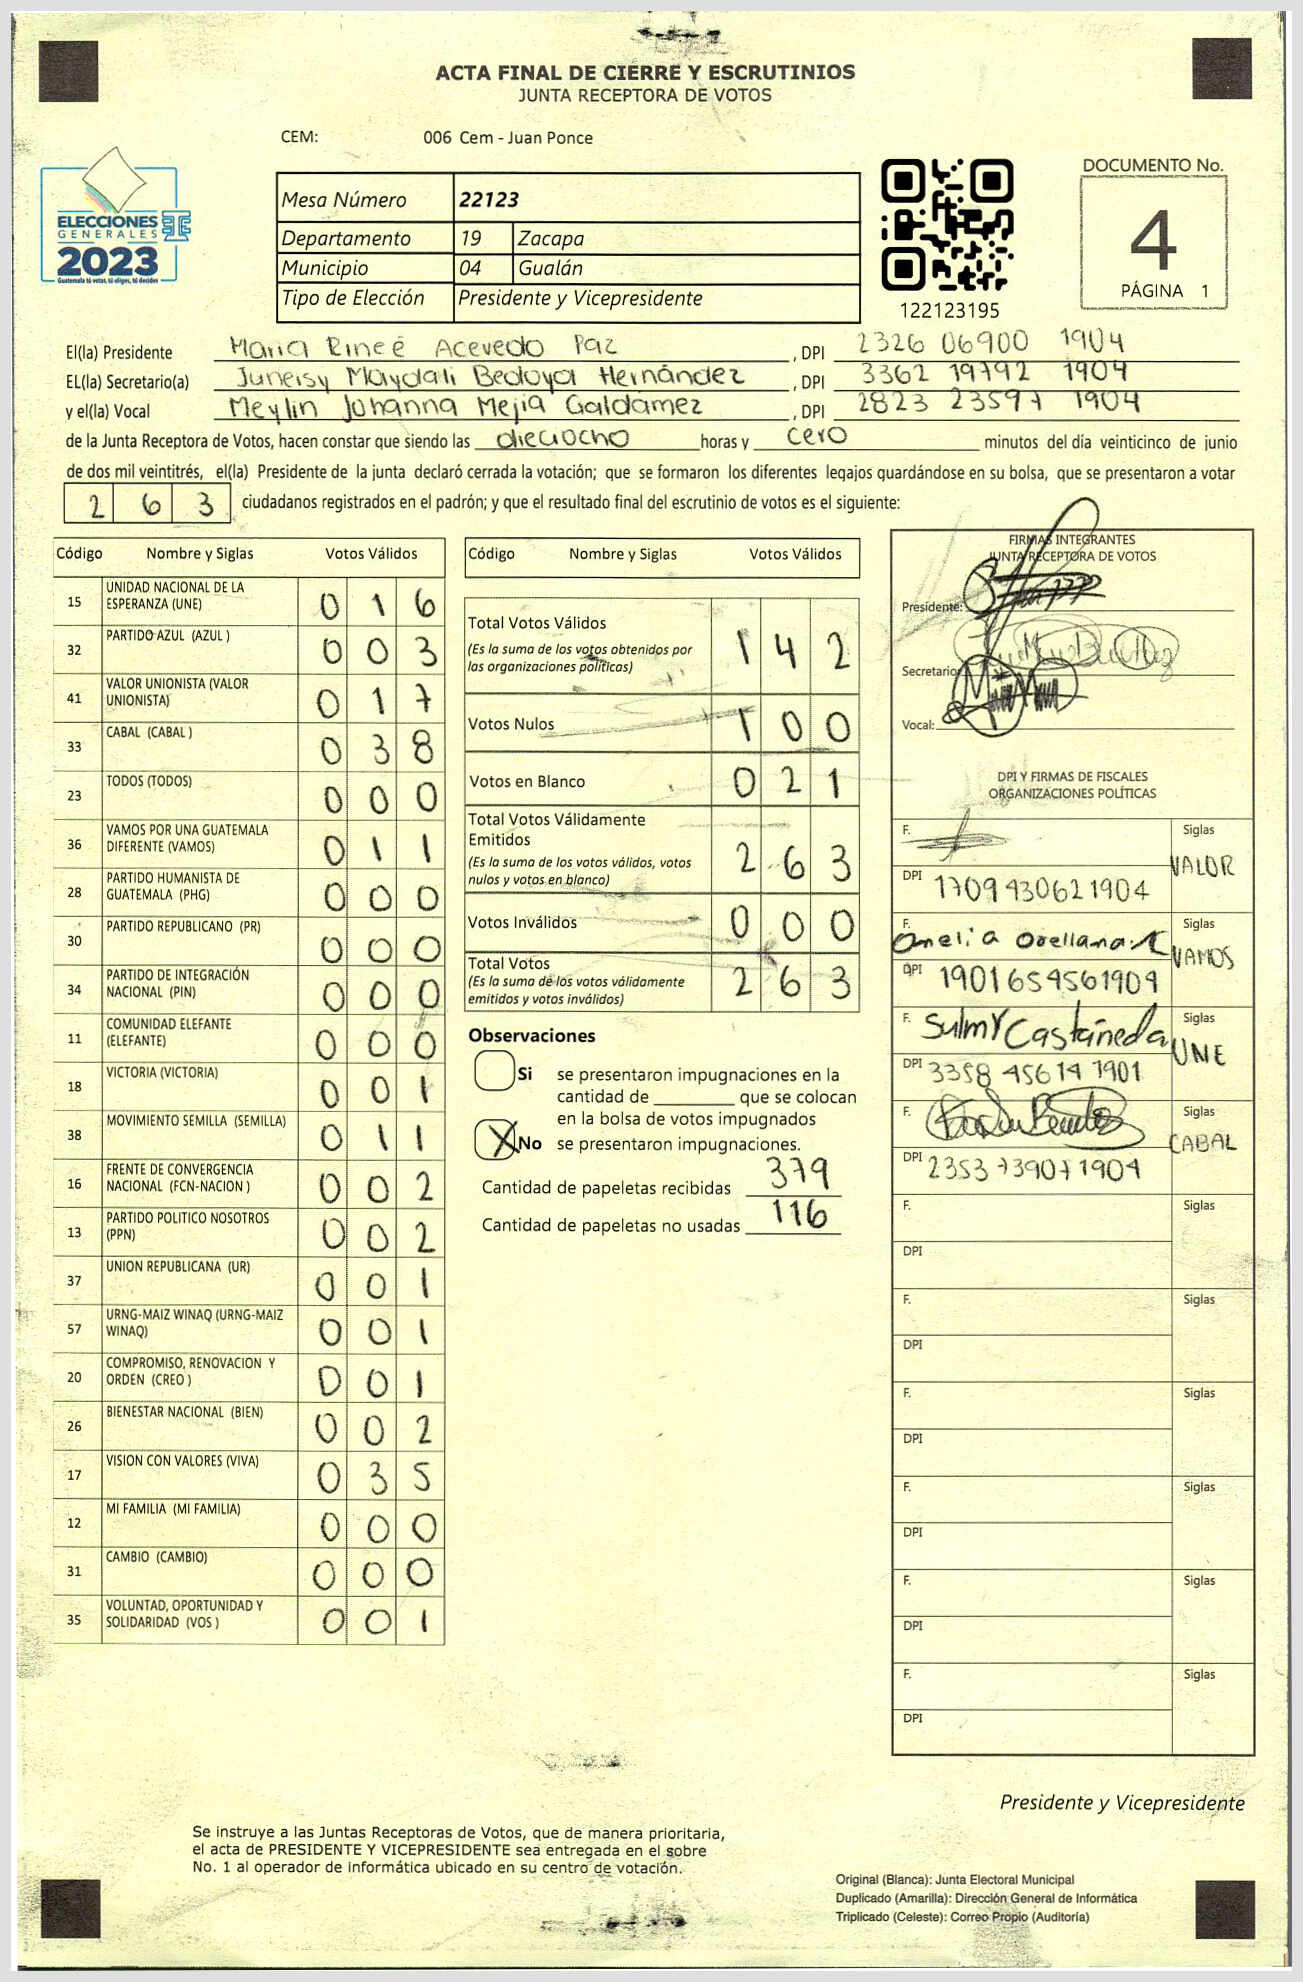 ACTA FINAL DE CIERRE Y ESCRUTINIOS
JUNTA RECEPTORA DE VOTOS
CEM: 006 Cem - Juan Ponce
ELECCIONES
GENERALES
2023
Guatemala tú votas, tú eliges, tú decides
Mesa Número 22123
Departamento 19 Zacapa
Municipio 04 Gualán
Tipo de Elección Presidente y Vicepresidente
122123195
DOCUMENTO No.
4
PÁGINA 1
El(la) Presidente Maria Rineé Acevedo Paz , DPI 2326 06900 1904
EL(la) Secretario(a) Juneisy Maydali Bedoya Hernández , DPI 3362 19792 1904
y el(la) Vocal Meylin Johanna Mejia Galdamez , DPI 2823 23597 1904
de la Junta Receptora de Votos, hacen constar que siendo las dieciocho horas y cero minutos del día veinticinco de junio
de dos mil veintitrés, el(la) Presidente de la junta declaró cerrada la votación; que se formaron los diferentes legajos guardándose en su bolsa, que se presentaron a votar
2 6 3 ciudadanos registrados en el padrón; y que el resultado final del escrutinio de votos es el siguiente:
Código Nombre y Siglas Votos Válidos
15 UNIDAD NACIONAL DE LA ESPERANZA (UNE) 0 1 6
32 PARTIDO AZUL (AZUL ) 0 0 3
41 VALOR UNIONISTA (VALOR UNIONISTA) 0 1 7
33 CABAL (CABAL ) 0 3 8
23 TODOS (TODOS) 0 0 0
36 VAMOS POR UNA GUATEMALA DIFERENTE (VAMOS) 0 1 1
28 PARTIDO HUMANISTA DE GUATEMALA (PHG) 0 0 0
30 PARTIDO REPUBLICANO (PR) 0 0 0
34 PARTIDO DE INTEGRACIÓN NACIONAL (PIN) 0 0 0
11 COMUNIDAD ELEFANTE (ELEFANTE) 0 0 0
18 VICTORIA (VICTORIA) 0 0 1
38 MOVIMIENTO SEMILLA (SEMILLA) 0 1 1
16 FRENTE DE CONVERGENCIA NACIONAL (FCN-NACION ) 0 0 2
13 PARTIDO POLITICO NOSOTROS (PPN) 0 0 2
37 UNION REPUBLICANA (UR) 0 0 1
57 URNG-MAIZ WINAQ (URNG-MAIZ WINAQ) 0 0 1
20 COMPROMISO, RENOVACION Y ORDEN (CREO ) 0 0 1
26 BIENESTAR NACIONAL (BIEN) 0 0 2
17 VISION CON VALORES (VIVA) 0 3 5
12 MI FAMILIA (MI FAMILIA) 0 0 0
31 CAMBIO (CAMBIO) 0 0 0
35 VOLUNTAD, OPORTUNIDAD Y SOLIDARIDAD (VOS ) 0 0 1
Código Nombre y Siglas Votos Válidos
Total Votos Válidos 1 4 2
(Es la suma de los votos obtenidos por
las organizaciones políticas)
Votos Nulos 1 0 0
Votos en Blanco 0 2 1
Total Votos Válidamente
Emitidos 2 6 3
(Es la suma de los votos válidos, votos
nulos y votos en blanco)
Votos Inválidos 0 0 0
Total Votos 2 6 3
(Es la suma de los votos válidamente
emitidos y votos inválidos)
Observaciones
Si se presentaron impugnaciones en la
cantidad de ________ que se colocan
en la bolsa de votos impugnados
X No se presentaron impugnaciones.
Cantidad de papeletas recibidas 379
Cantidad de papeletas no usadas 116
FIRMAS INTEGRANTES
JUNTA RECEPTORA DE VOTOS
Presidente:
Secretario:
Vocal:
DPI Y FIRMAS DE FISCALES
ORGANIZACIONES POLÍTICAS
F. Siglas
VALOR
DPI 1709430621904
F. Amelia Orellana Siglas
VAMOS
DPI 1901654561904
F. Sulmy Castañeda Siglas
UNE
DPI 3358 45614 1901
F. Siglas
CABAL
DPI 2353739071904
F. Siglas
DPI
F. Siglas
DPI
F. Siglas
DPI
F. Siglas
DPI
F. Siglas
DPI
F. Siglas
DPI
Presidente y Vicepresidente
Se instruye a las Juntas Receptoras de Votos, que de manera prioritaria,
el acta de PRESIDENTE Y VICEPRESIDENTE sea entregada en el sobre
No. 1 al operador de informática ubicado en su centro de votación.
Original (Blanca): Junta Electoral Municipal
Duplicado (Amarilla): Dirección General de Informática
Triplicado (Celeste): Correo Propio (Auditoría)